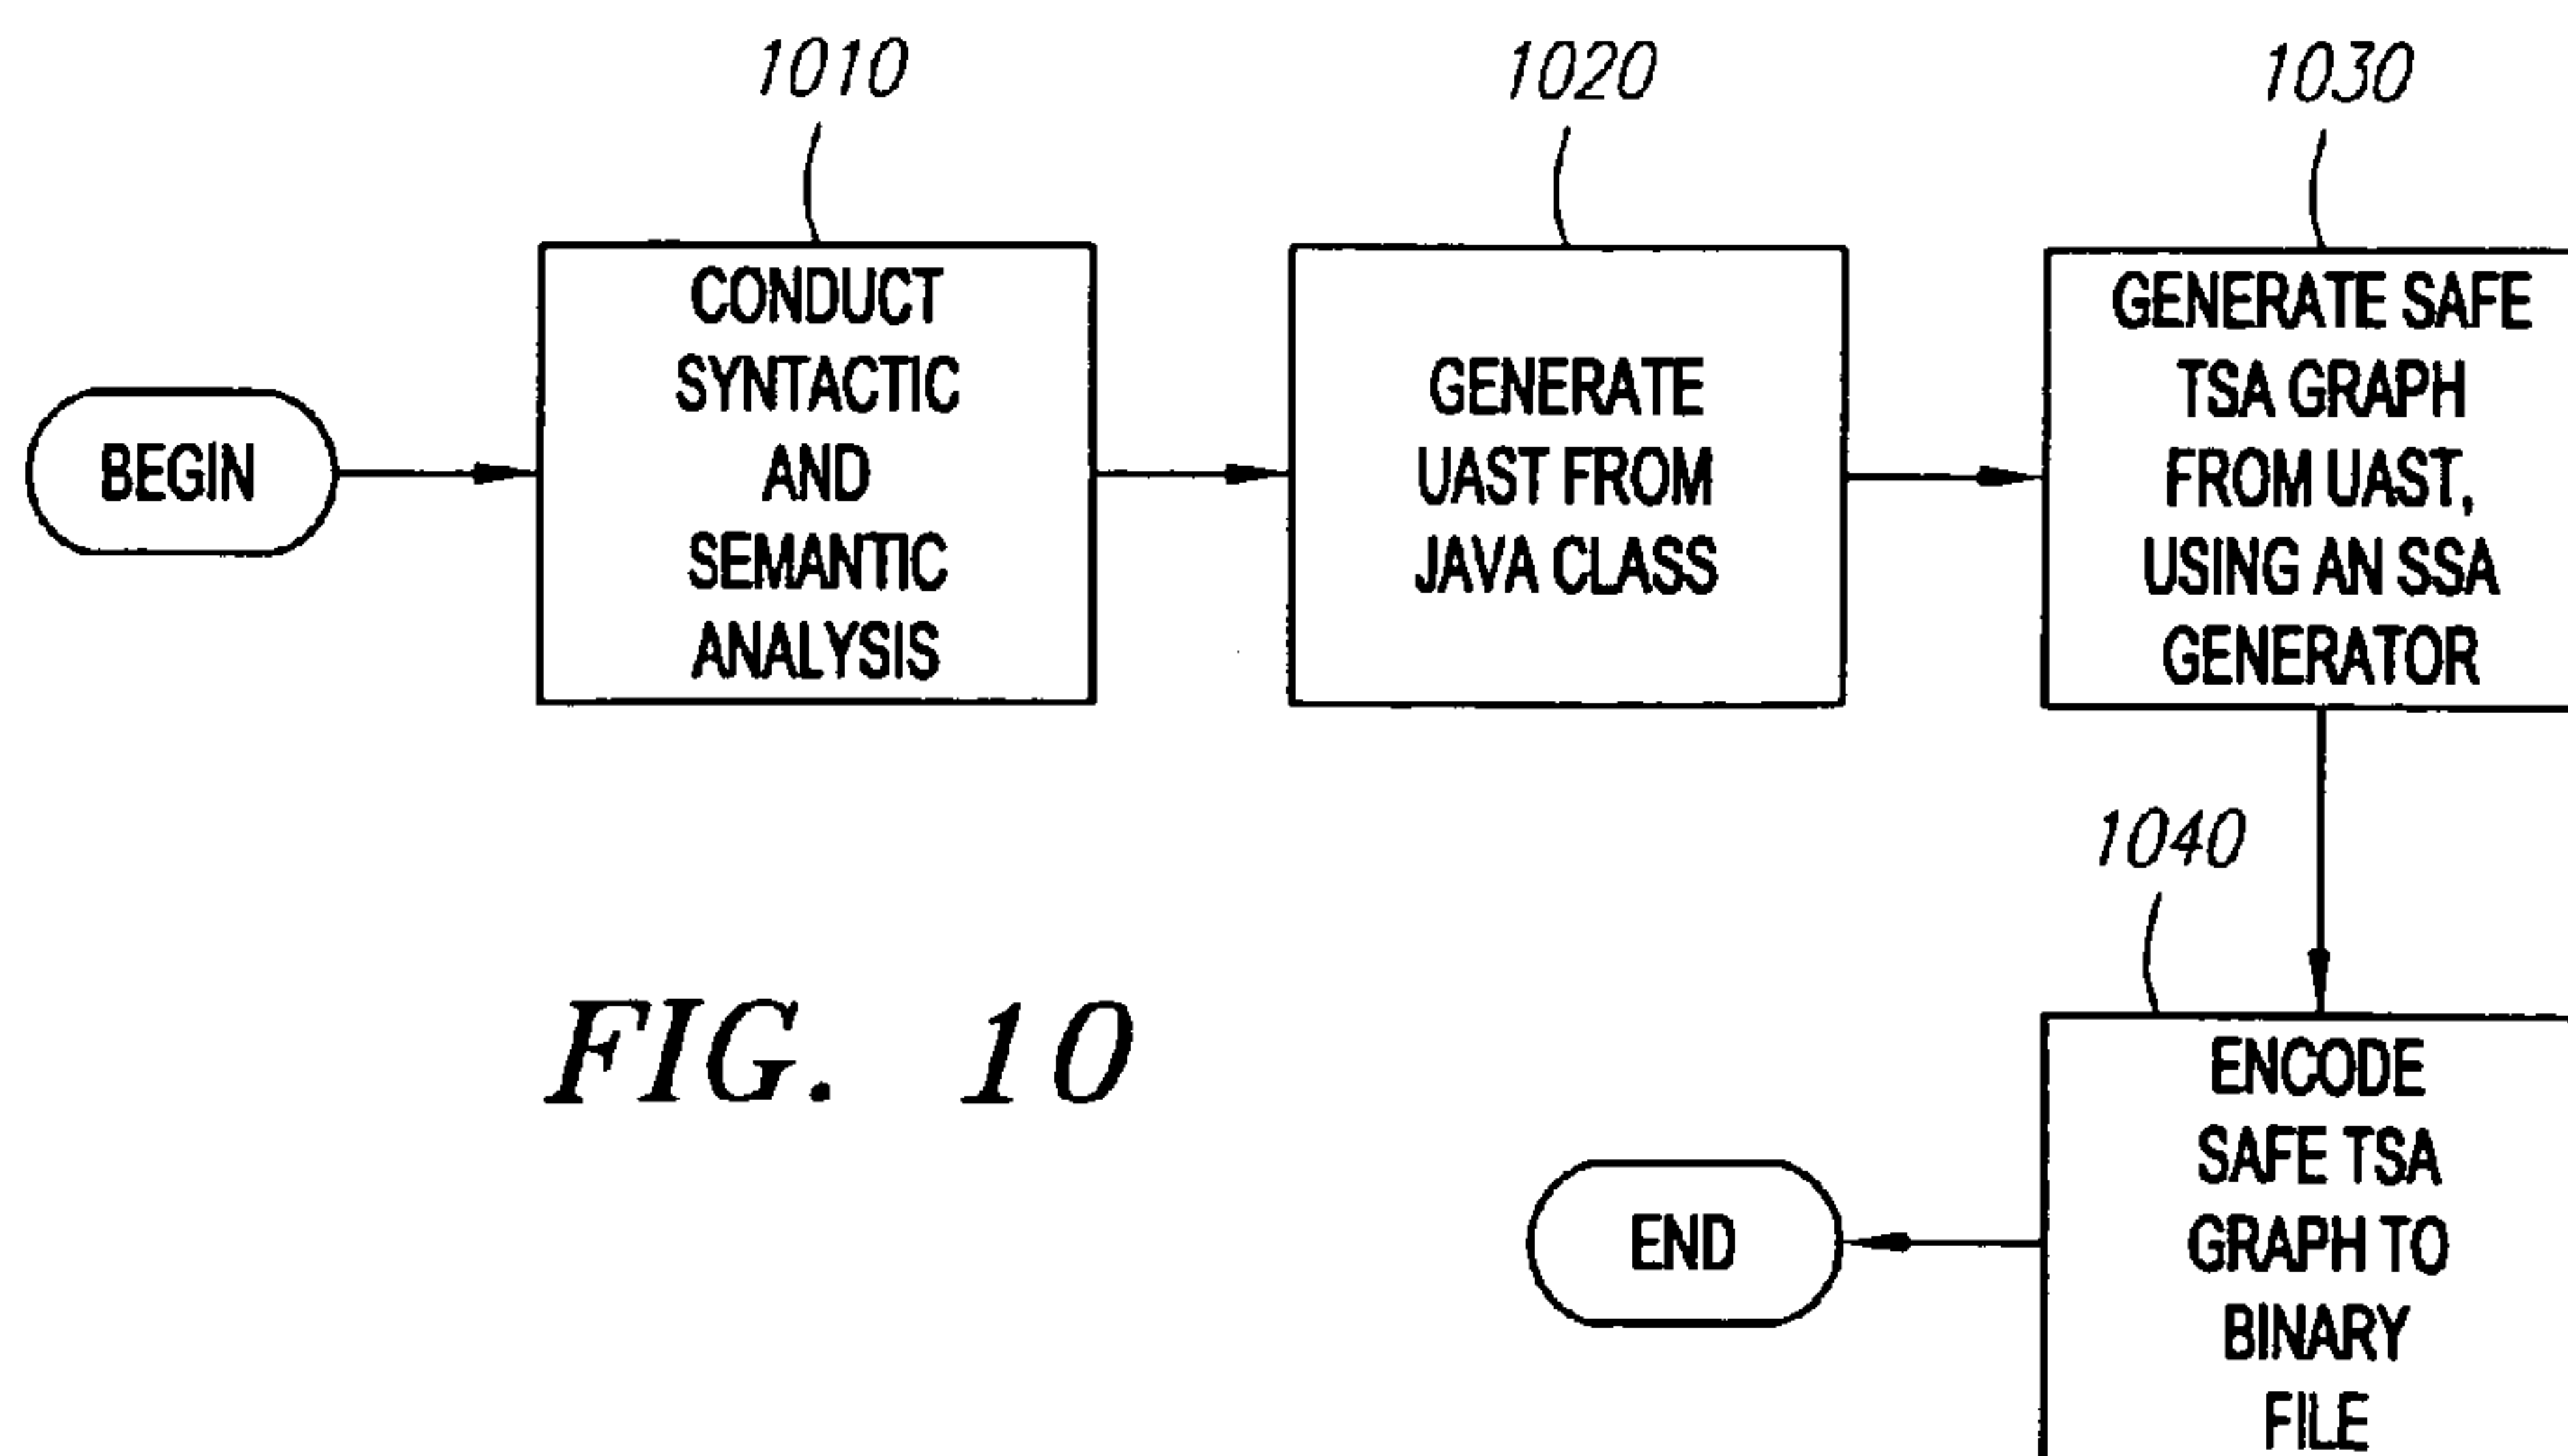 1010
CONDUCT
SYNTACTIC
AND
SEMANTIC
ANALYSIS
1020
GENERATE
UAST FROM
JAVA CLASS
1030
GENERATE SAFE
TSA GRAPH
FROM UAST,
USING AN SSA
GENERATOR
BEGIN
1040
ENCODE
SAFE TSA
GRAPH TO
BINARY
FILE
END
FIG. 10